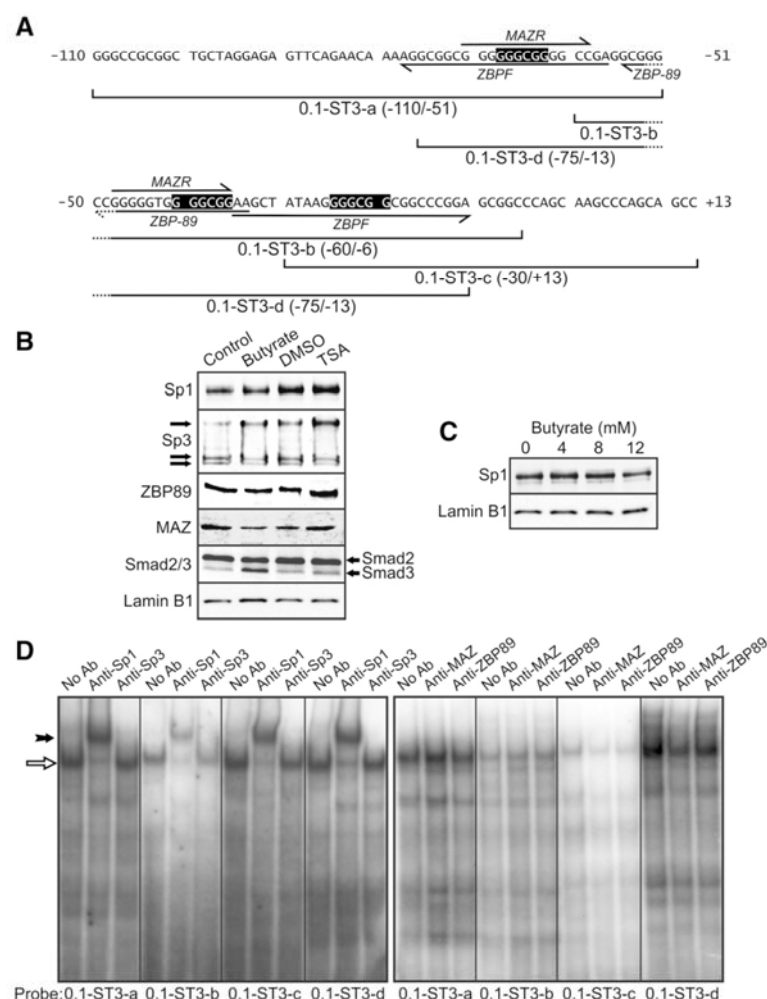 A
MAZR
-110 GGGCCGCGGC TGCTAGGAGA GTTCAGAACA AAAGGCGGCG GGGGGCGGGG CCGAGGCGGG -51
ZBPF ZBP-89
0.1-ST3-a (-110/-51)
0.1-ST3-b
0.1-ST3-d (-75/-13)
MAZR
-50 CCGGGGGTGG GGCGGAAGCT ATAAGGGGCG GCGGCCCGGA GCGGCCCAGC AAGCCCAGCA GCC +13
ZBP-89 ZBPF
0.1-ST3-b (-60/-6)
0.1-ST3-c (-30/+13)
0.1-ST3-d (-75/-13)
B
Control Butyrate DMSO TSA
Sp1
Sp3
ZBP89
MAZ
Smad2/3 Smad2
Smad3
Lamin B1
C
Butyrate (mM)
0 4 8 12
Sp1
Lamin B1
D
No Ab Anti-Sp1 Anti-Sp3 No Ab Anti-Sp1 Anti-Sp3 No Ab Anti-Sp1 Anti-Sp3 No Ab Anti-Sp1 Anti-Sp3 No Ab Anti-MAZ Anti-ZBP89 No Ab Anti-MAZ Anti-ZBP89 No Ab Anti-MAZ Anti-ZBP89 No Ab Anti-MAZ Anti-ZBP89
Probe: 0.1-ST3-a 0.1-ST3-b 0.1-ST3-c 0.1-ST3-d 0.1-ST3-a 0.1-ST3-b 0.1-ST3-c 0.1-ST3-d